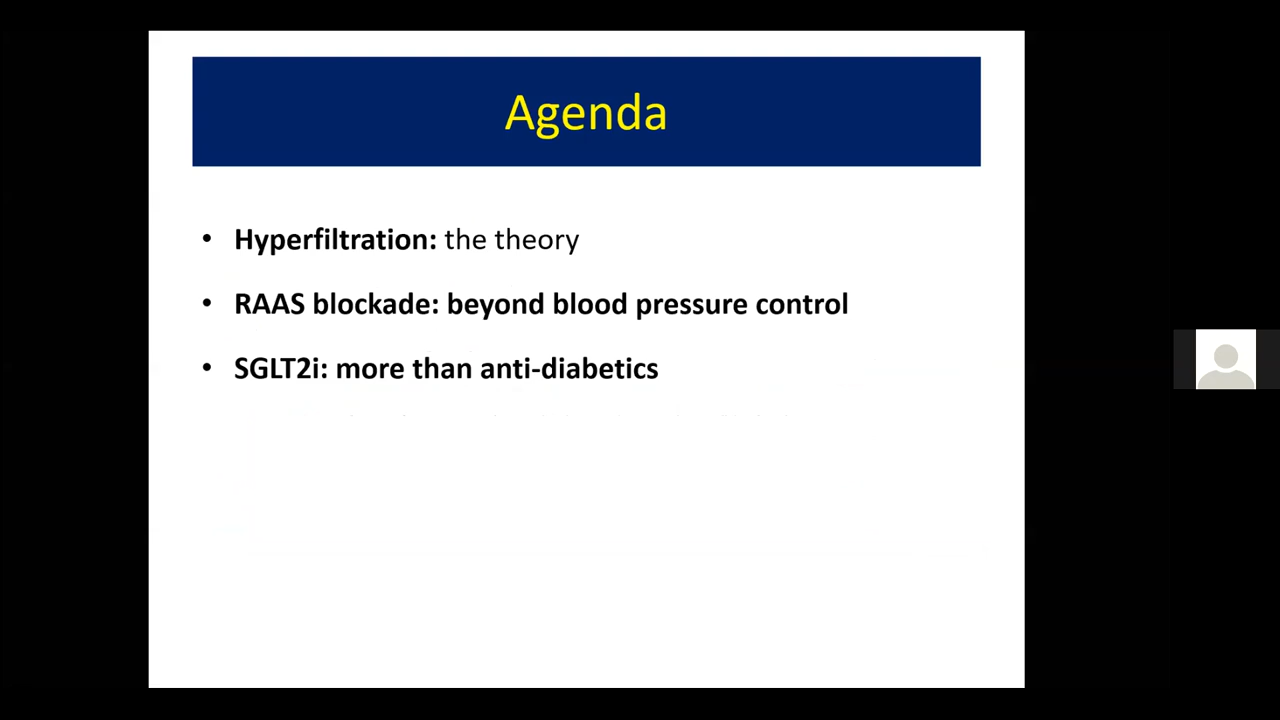 Agenda
• Hyperfiltration: the theory
• RAAS blockade: beyond blood pressure control
• SGLT2i: more than anti-diabetics